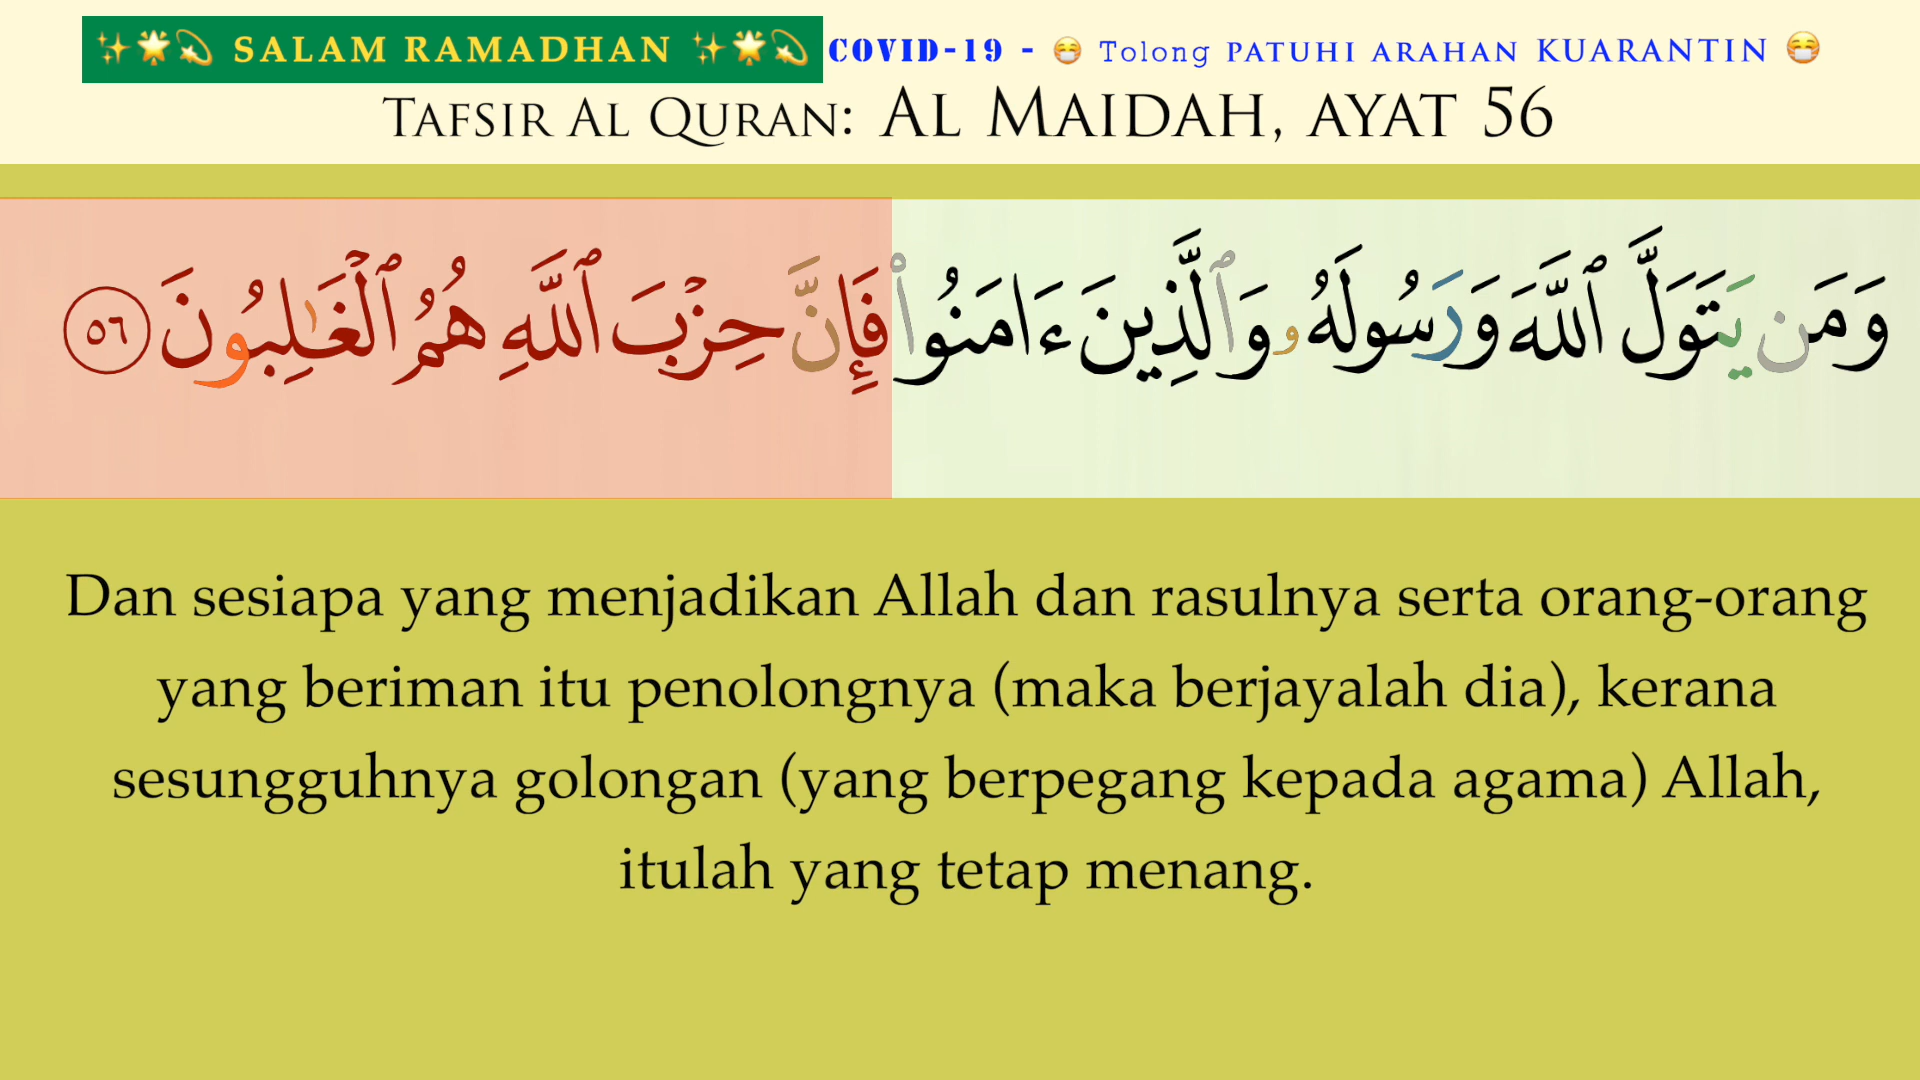 ✨🌟💫 SALAM RAMADHAN ✨🌟💫 COVID-19 - 😷 Tolong PATUHI ARAHAN KUARANTIN 😷
TAFSIR AL QURAN: AL MAIDAH, AYAT 56
وَمَن يَتَوَلَّ ٱللَّهَ وَرَسُولَهُۥ وَٱلَّذِينَ ءَامَنُوا۟ فَإِنَّ حِزْبَ ٱللَّهِ هُمُ ٱلْغَـٰلِبُونَ ٥٦
Dan sesiapa yang menjadikan Allah dan rasulnya serta orang-orang
yang beriman itu penolongnya (maka berjayalah dia), kerana
sesungguhnya golongan (yang berpegang kepada agama) Allah,
itulah yang tetap menang.